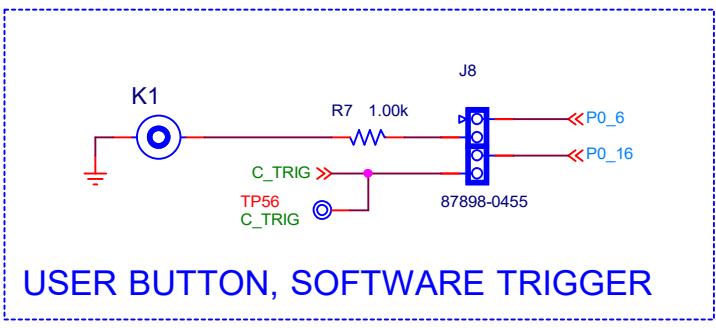 J8
K1
R7 1.00k
P0_6
C_TRIG
P0_16
TP56
C_TRIG
87898-0455
USER BUTTON, SOFTWARE TRIGGER